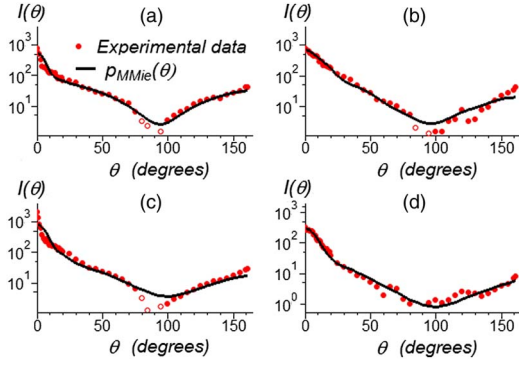 I(θ) (a)
10³
10²
10¹
Experimental data
p_MMie(θ)
0 50 100 150
θ (degrees)
I(θ) (b)
10³
10²
10¹
0 50 100 150
θ (degrees)
I(θ) (c)
10³
10²
10¹
0 50 100 150
θ (degrees)
I(θ) (d)
10³
10²
10¹
10⁰
0 50 100 150
θ (degrees)